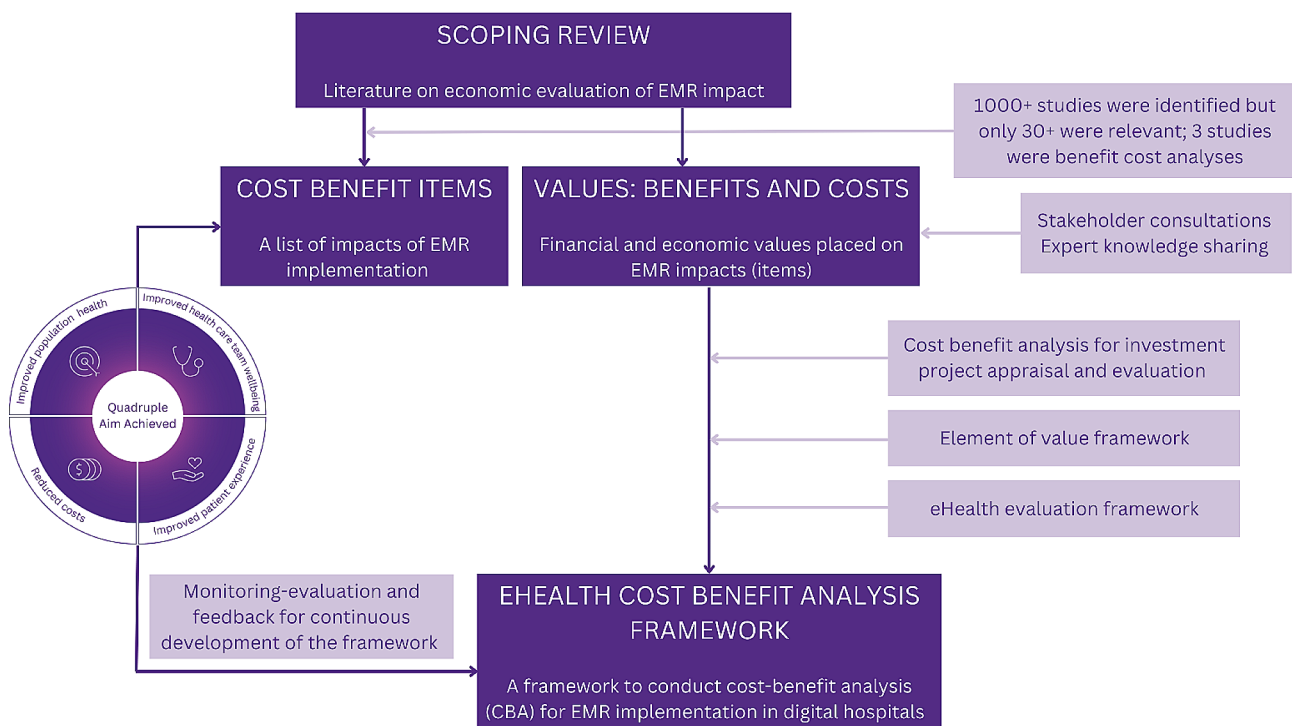 SCOPING REVIEW
Literature on economic evaluation of EMR impact
1000+ studies were identified but
only 30+ were relevant; 3 studies
were benefit cost analyses
COST BENEFIT ITEMS
A list of impacts of EMR
implementation
VALUES: BENEFITS AND COSTS
Financial and economic values placed on
EMR impacts (items)
Stakeholder consultations
Expert knowledge sharing
Improved population health
Improved health care team wellbeing
Quadruple
Aim Achieved
Reduced costs
Improved patient experience
$
Cost benefit analysis for investment
project appraisal and evaluation
Element of value framework
eHealth evaluation framework
Monitoring-evaluation and
feedback for continuous
development of the framework
EHEALTH COST BENEFIT ANALYSIS
FRAMEWORK
A framework to conduct cost-benefit analysis
(CBA) for EMR implementation in digital hospitals